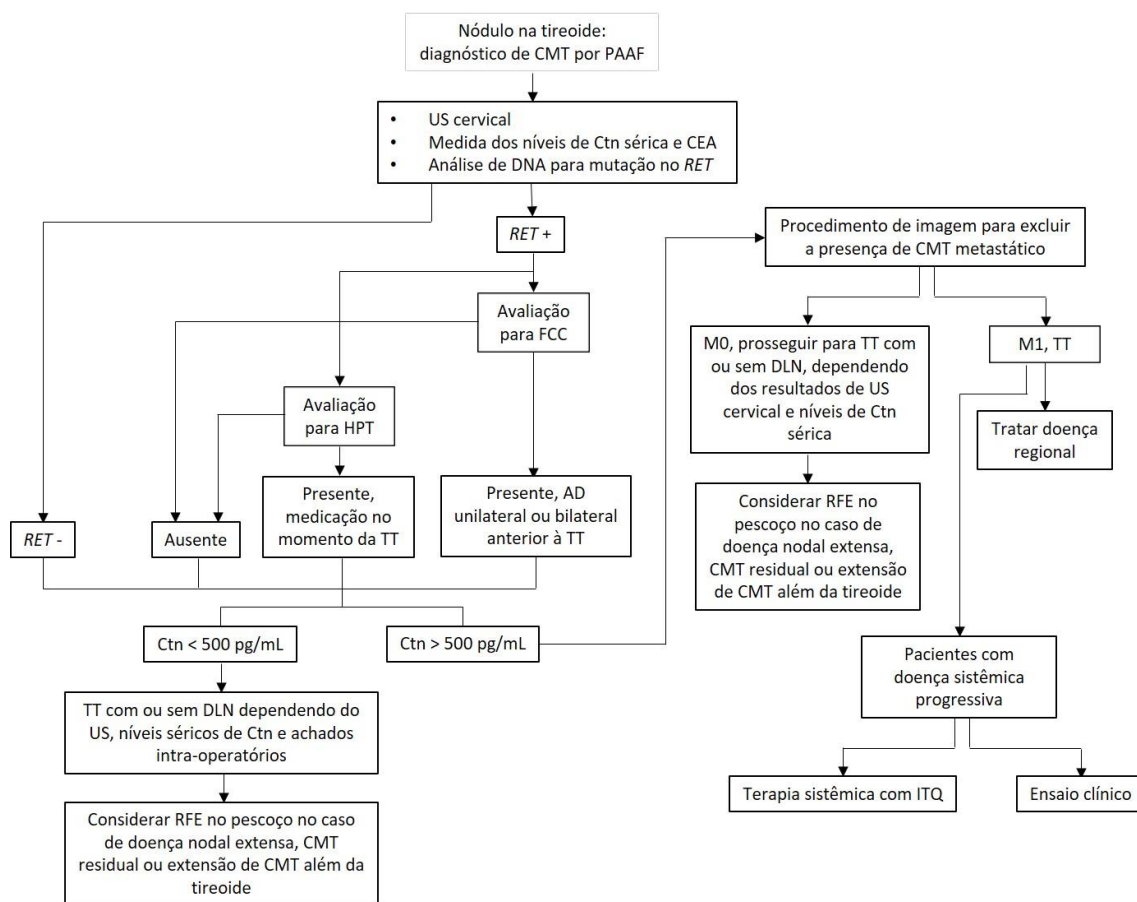 Nódulo na tireoide:
diagnóstico de CMT por PAAF
• US cervical
• Medida dos níveis de Ctn sérica e CEA
• Análise de DNA para mutação no RET
RET +
Avaliação
para FCC
Avaliação
para HPT
RET -
Ausente
Presente,
medicação no
momento da TT
Presente, AD
unilateral ou bilateral
anterior à TT
Ctn < 500 pg/mL
Ctn > 500 pg/mL
TT com ou sem DLN dependendo do
US, níveis séricos de Ctn e achados
intra-operatórios
Considerar RFE no pescoço no caso
de doença nodal extensa, CMT
residual ou extensão de CMT além da
tireoide
Procedimento de imagem para excluir
a presença de CMT metastático
M0, prosseguir para TT com
ou sem DLN, dependendo
dos resultados de US
cervical e níveis de Ctn
sérica
Considerar RFE no
pescoço no caso de
doença nodal extensa,
CMT residual ou extensão
de CMT além da tireoide
M1, TT
Tratar doença
regional
Pacientes com
doença sistêmica
progressiva
Terapia sistêmica com ITQ
Ensaio clínico